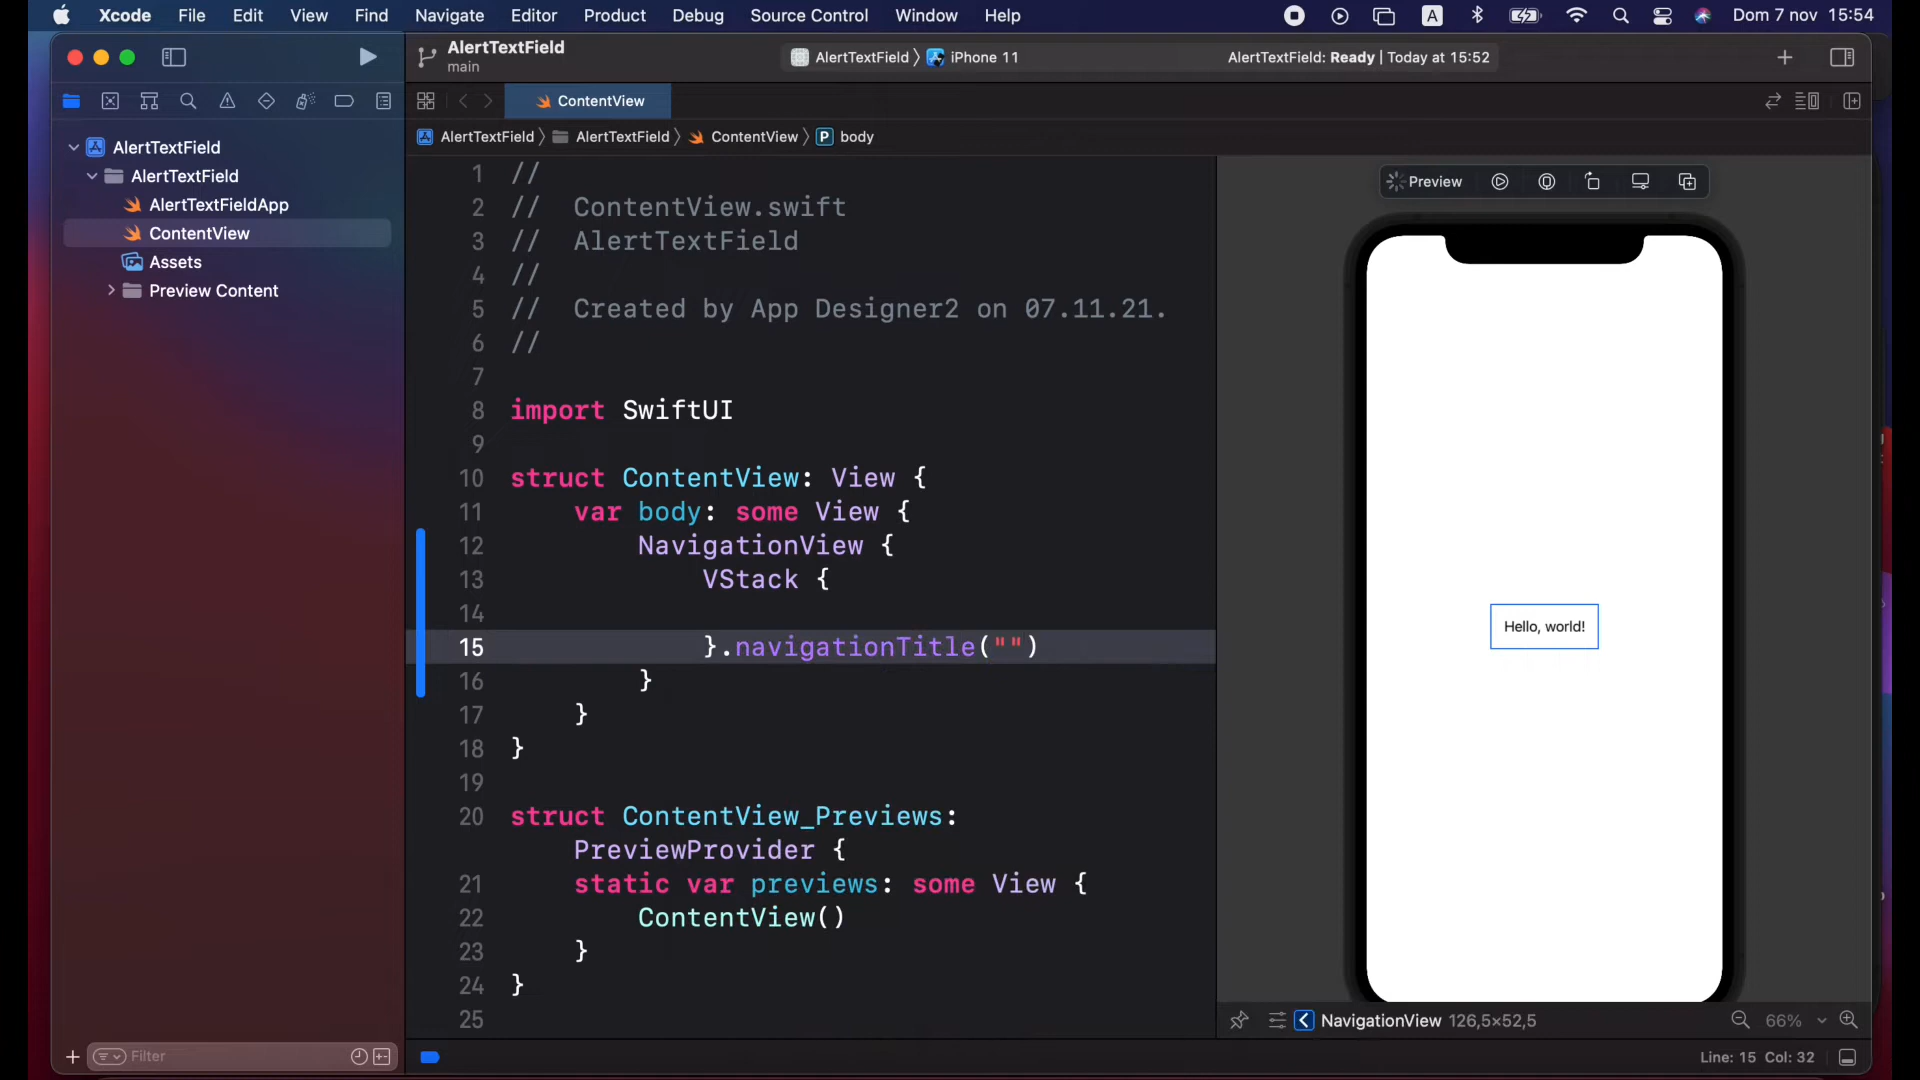 Xcode File Edit View Find Navigate Editor Product Debug Source Control Window Help A Dom 7 nov 15:54
AlertTextField
main
AlertTextField 〉 iPhone 11
AlertTextField: Ready | Today at 15:52
ContentView
AlertTextField 〉 AlertTextField 〉 ContentView 〉 P body
AlertTextField
AlertTextField
AlertTextFieldApp
ContentView
Assets
Preview Content
1 //
2 //  ContentView.swift
3 //  AlertTextField
4 //
5 //  Created by App Designer2 on 07.11.21.
6 //
7
8 import SwiftUI
9
10 struct ContentView: View {
11     var body: some View {
12         NavigationView {
13             VStack {
14
15             }.navigationTitle("")
16         }
17     }
18 }
19
20 struct ContentView_Previews:
PreviewProvider {
21     static var previews: some View {
22         ContentView()
23     }
24 }
25
Preview
Hello, world!
NavigationView 126,5×52,5
66%
Filter
Line: 15 Col: 32